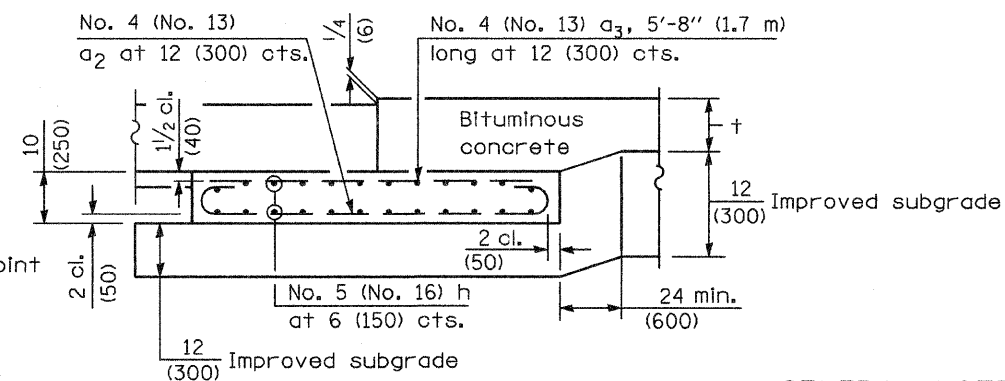 No. 4 (No. 13)
a2 at 12 (300) cts.
1/4
(6)
No. 4 (No. 13) a3, 5'-8" (1.7 m)
long at 12 (300) cts.
10
(250)
1 1/2 cl.
(40)
Bituminous
concrete
t
12
(300)
Improved subgrade
2 cl.
(50)
2 cl.
(50)
No. 5 (No. 16) h
at 6 (150) cts.
24 min.
(600)
12
(300)
Improved subgrade